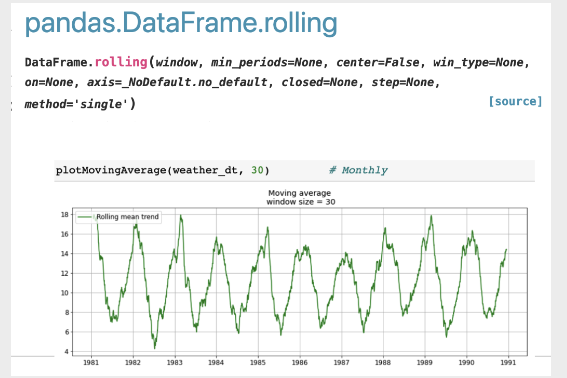 pandas.DataFrame.rolling
DataFrame.rolling(window, min_periods=None, center=False, win_type=None,
on=None, axis=_NoDefault.no_default, closed=None, step=None,
method='single')
[source]
plotMovingAverage(weather_dt, 30) # Monthly
Moving average
window size = 30
Rolling mean trend
18
16
14
12
10
8
6
4
1981 1982 1983 1984 1985 1986 1987 1988 1989 1990 1991